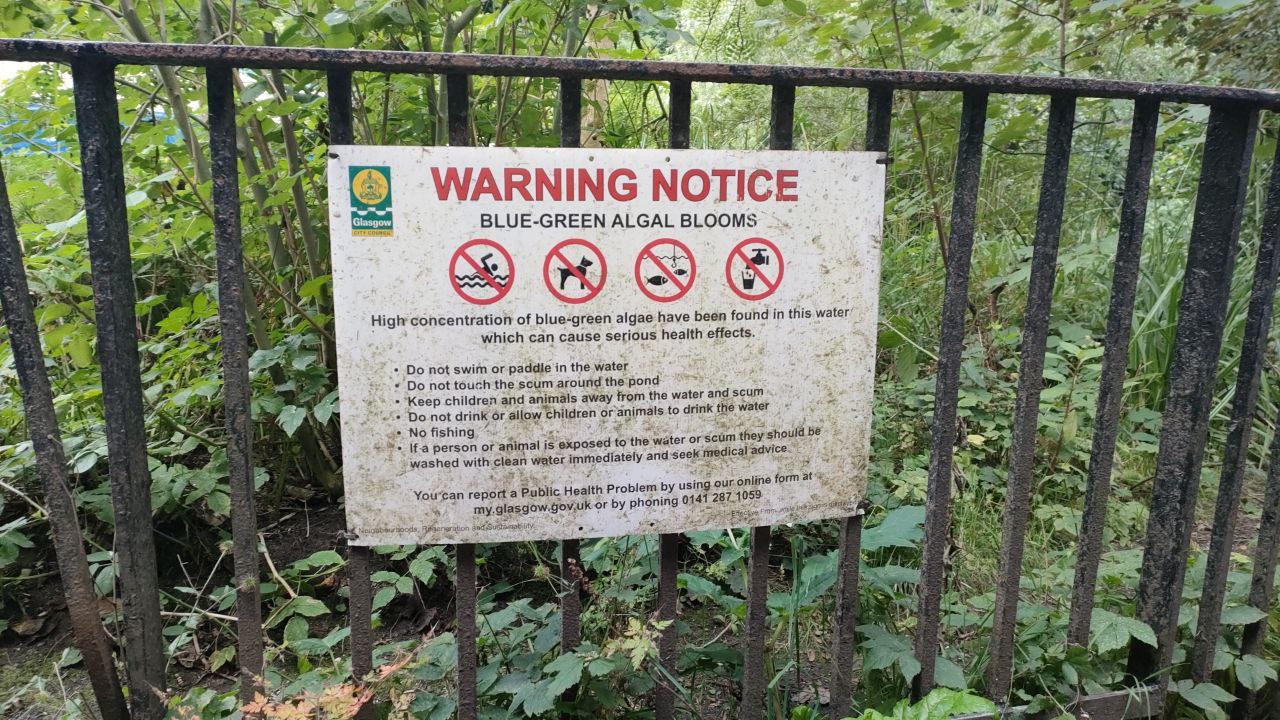 WARNING NOTICE
Glasgow
CITY COUNCIL
BLUE-GREEN ALGAL BLOOMS
High concentration of blue-green algae have been found in this water
which can cause serious health effects.
• Do not swim or paddle in the water
• Do not touch the scum around the pond
• Keep children and animals away from the water and scum
• Do not drink or allow children or animals to drink the water
• No fishing
• If a person or animal is exposed to the water or scum they should be
washed with clean water immediately and seek medical advice
You can report a Public Health Problem by using our online form at
my.glasgow.gov.uk or by phoning 0141 287 1059
Neighbourhoods, Regeneration and Sustainability